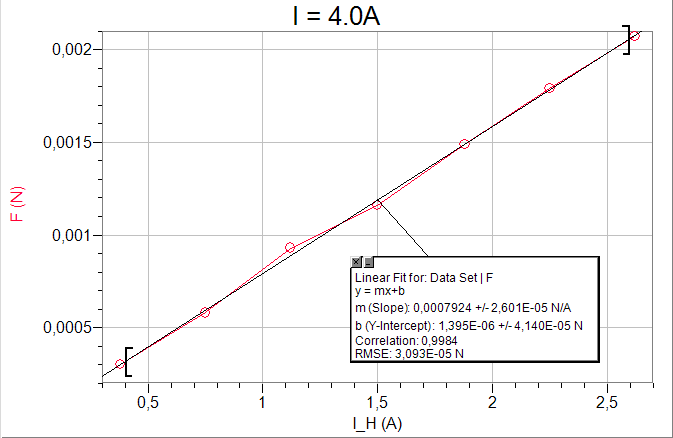 I = 4.0A
0,002
0,0015
0,001
0,0005
F (N)
Linear Fit for: Data Set | F
y = mx+b
m (Slope): 0,0007924 +/- 2,601E-05 N/A
b (Y-Intercept): 1,395E-06 +/- 4,140E-05 N
Correlation: 0,9984
RMSE: 3,093E-05 N
0,5 1 1,5 2 2,5
I_H (A)